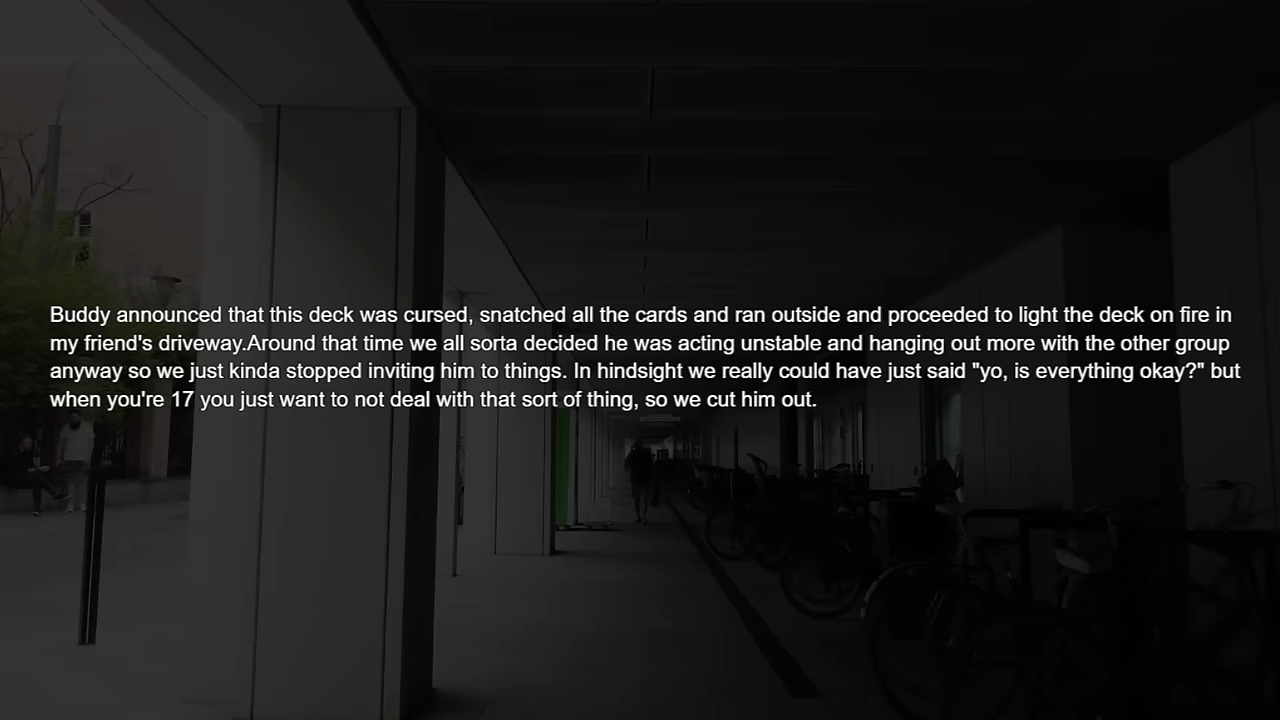 Buddy announced that this deck was cursed, snatched all the cards and ran outside and proceeded to light the deck on fire in
my friend's driveway.Around that time we all sorta decided he was acting unstable and hanging out more with the other group
anyway so we just kinda stopped inviting him to things. In hindsight we really could have just said "yo, is everything okay?" but
when you're 17 you just want to not deal with that sort of thing, so we cut him out.